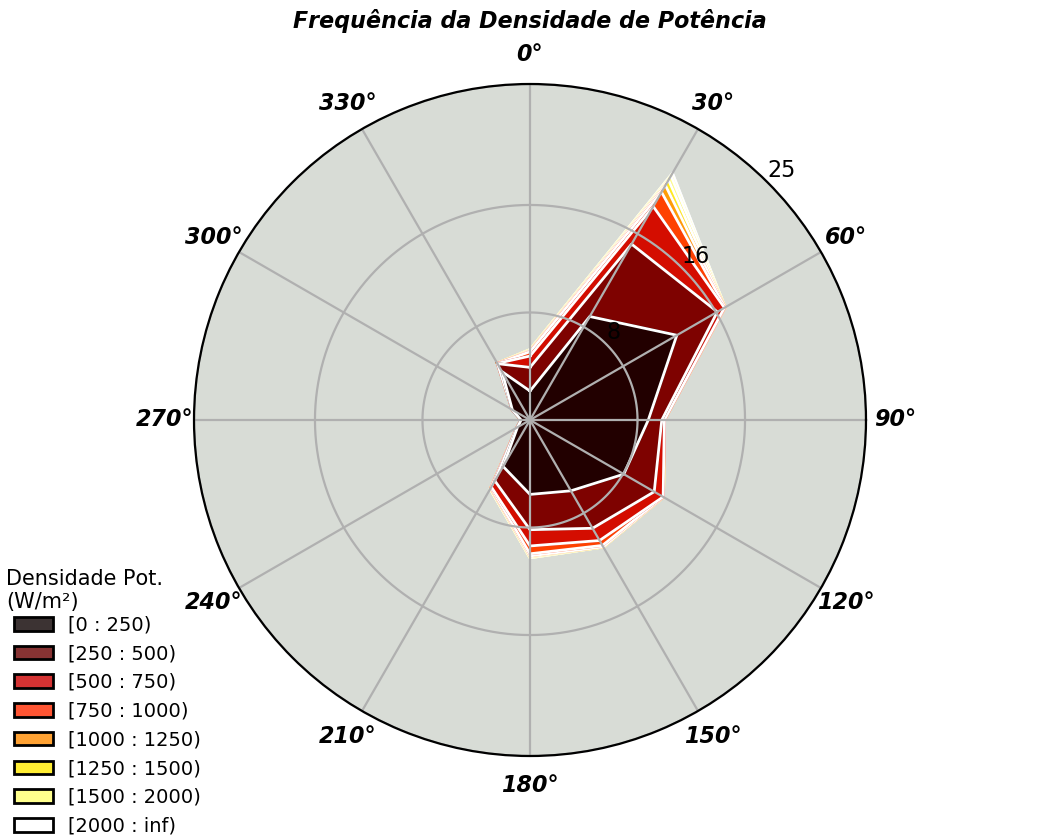 Frequência da Densidade de Potência
0°
330°
30°
25
300°
60°
16
8
270°
90°
240°
120°
210°
150°
180°
Densidade Pot.
(W/m²)
[0 : 250)
[250 : 500)
[500 : 750)
[750 : 1000)
[1000 : 1250)
[1250 : 1500)
[1500 : 2000)
[2000 : inf)